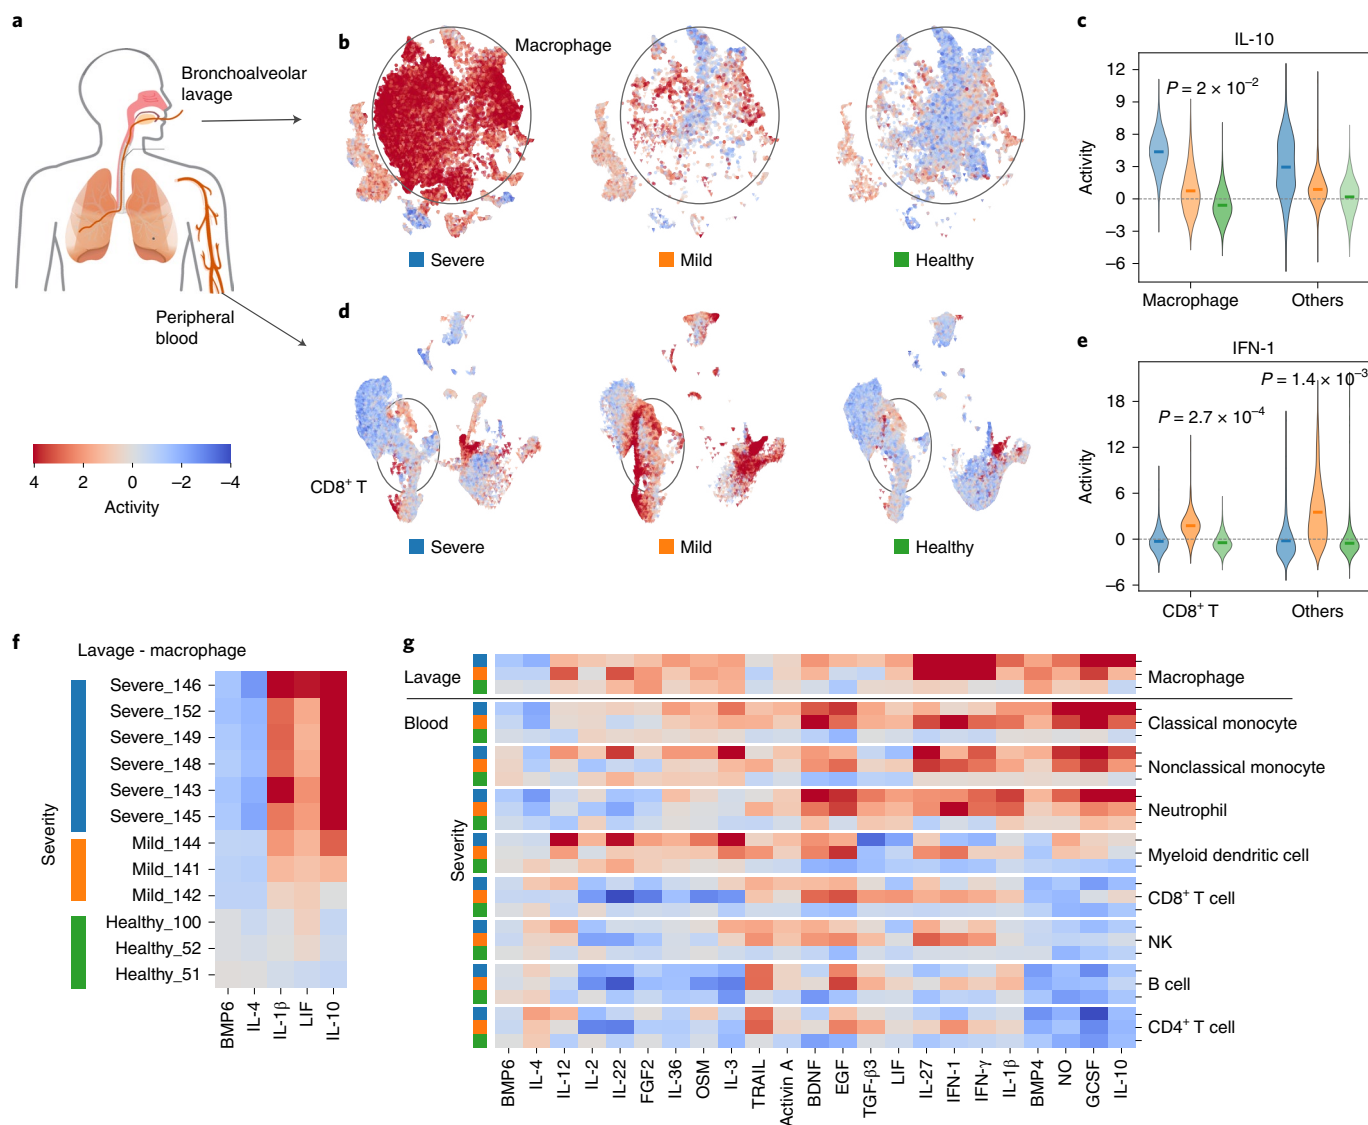 a
Bronchoalveolar
lavage
Peripheral
blood
4 2 0 −2 −4
Activity
b
Macrophage
Severe
Mild
Healthy
c
IL-10
P = 2 × 10⁻²
12
9
8
3
0
−3
−6
Activity
Macrophage Others
d
CD8⁺ T
Severe
Mild
Healthy
e
IFN-1
P = 1.4 × 10⁻³
P = 2.7 × 10⁻⁴
18
12
6
0
−6
Activity
CD8⁺ T Others
f
Lavage - macrophage
Severity
Severe_146
Severe_152
Severe_149
Severe_148
Severe_143
Severe_145
Mild_144
Mild_141
Mild_142
Healthy_100
Healthy_52
Healthy_51
BMP6
IL-4
IL-1β
LIF
IL-10
g
Lavage
Blood
Severity
Macrophage
Classical monocyte
Nonclassical monocyte
Neutrophil
Myeloid dendritic cell
CD8⁺ T cell
NK
B cell
CD4⁺ T cell
BMP6
IL-4
IL-12
IL-2
IL-22
FGF2
IL-36
OSM
IL-3
TRAIL
Activin A
BDNF
EGF
TGF-β3
LIF
IL-27
IFN-1
IFN-γ
IL-1β
BMP4
NO
GCSF
IL-10